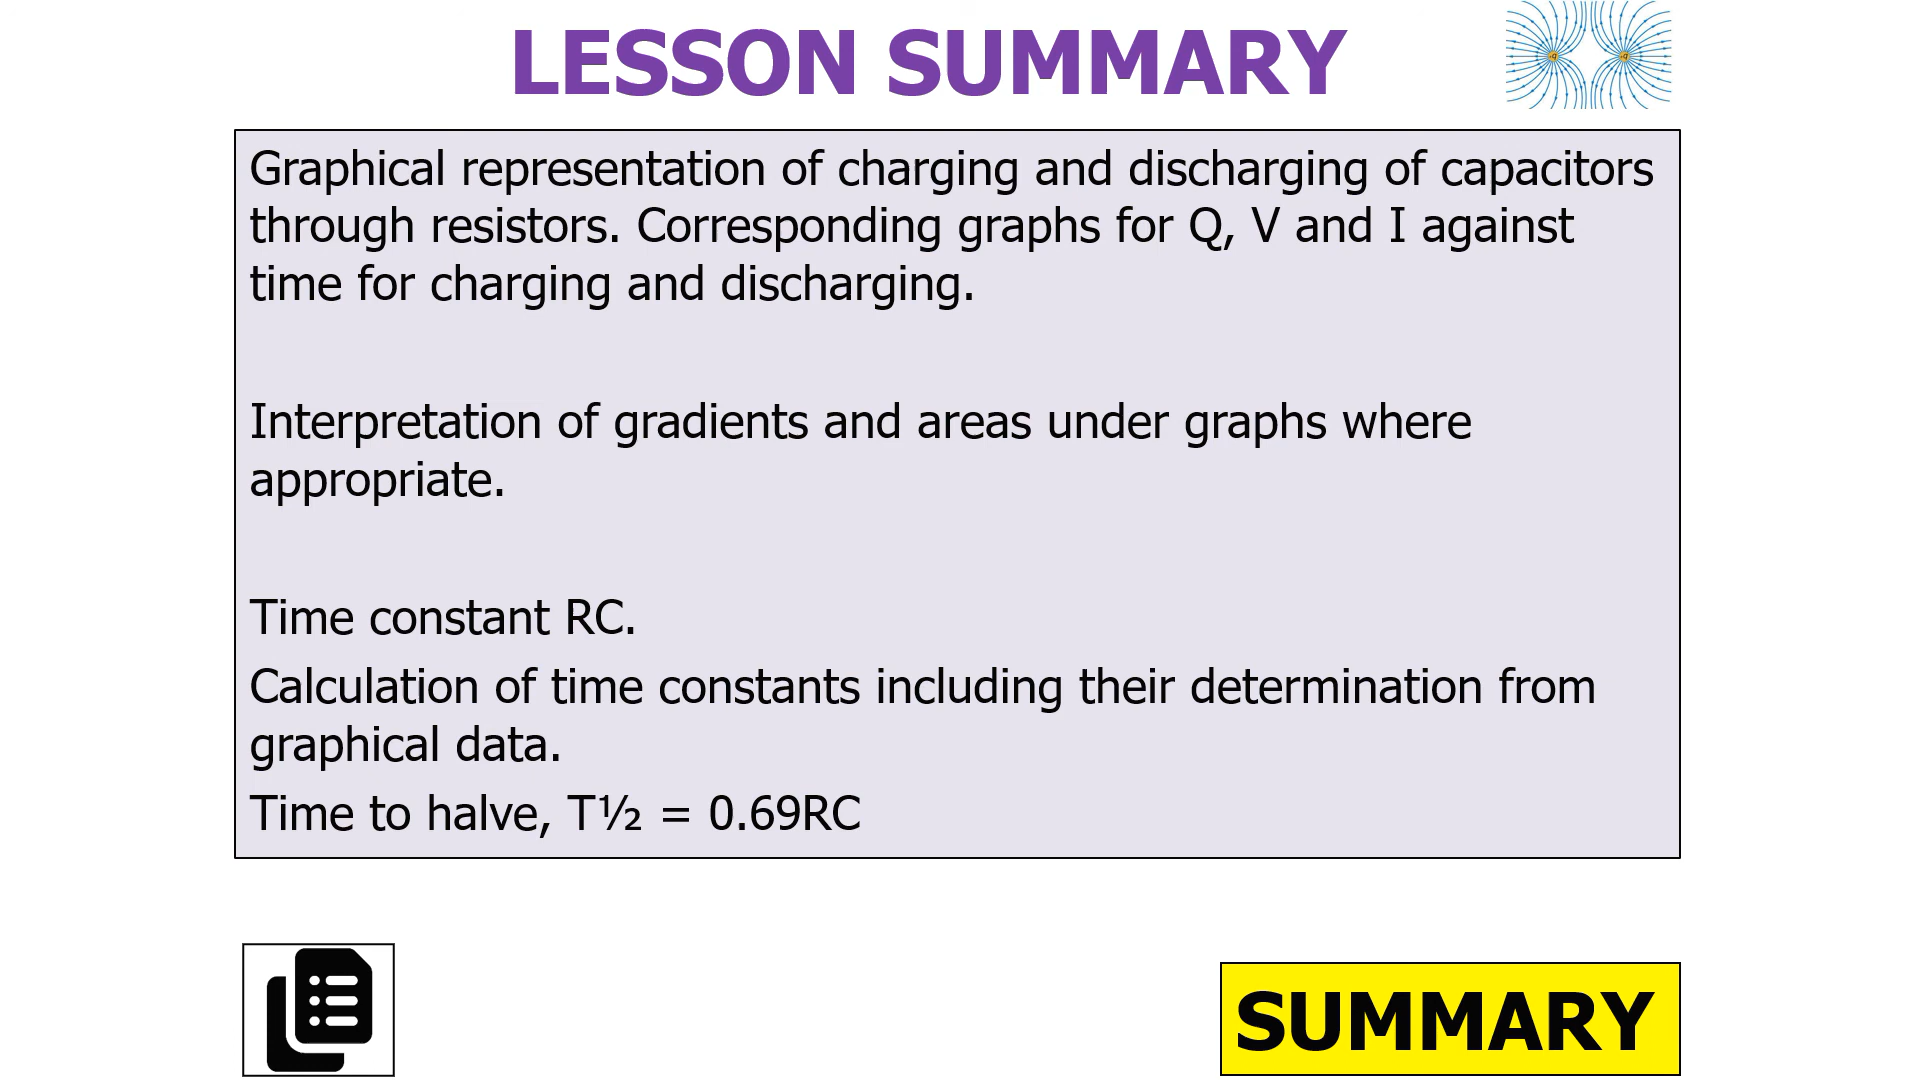 LESSON SUMMARY
Graphical representation of charging and discharging of capacitors
through resistors. Corresponding graphs for Q, V and I against
time for charging and discharging.
Interpretation of gradients and areas under graphs where
appropriate.
Time constant RC.
Calculation of time constants including their determination from
graphical data.
Time to halve, T½ = 0.69RC
SUMMARY